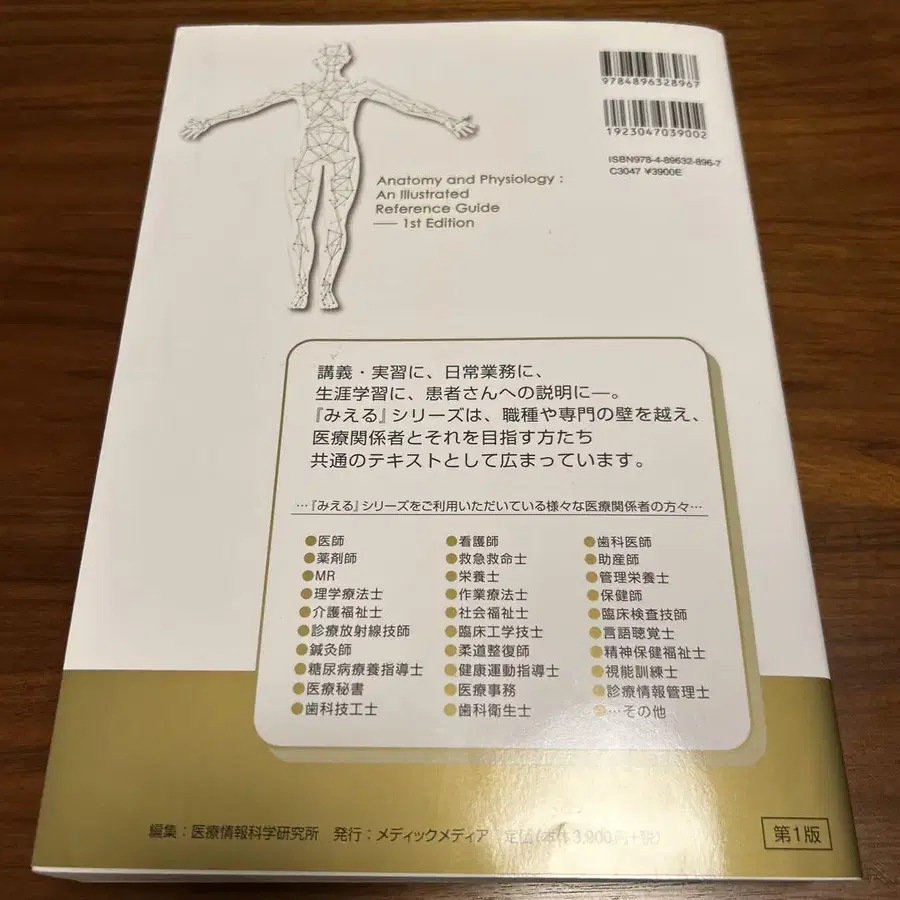 9784896328967
1923047039002
ISBN978-4-89632-896-7
C3047 ¥3900E
Anatomy and Physiology :
An Illustrated
Reference Guide
— 1st Edition
講義・実習に、日常業務に、
生涯学習に、患者さんへの説明に―。
『みえる』シリーズは、職種や専門の壁を越え、
医療関係者とそれを目指す方たち
共通のテキストとして広まっています。
…『みえる』シリーズをご利用いただいている様々な医療関係者の方々…
●医師 ●看護師 ●歯科医師
●薬剤師 ●救急救命士 ●助産師
●MR ●栄養士 ●管理栄養士
●理学療法士 ●作業療法士 ●保健師
●介護福祉士 ●社会福祉士 ●臨床検査技師
●診療放射線技師 ●臨床工学技士 ●言語聴覚士
●鍼灸師 ●柔道整復師 ●精神保健福祉士
●糖尿病療養指導士 ●健康運動指導士 ●視能訓練士
●医療秘書 ●医療事務 ●診療情報管理士
●歯科技工士 ●歯科衛生士 ●…その他
編集：医療情報科学研究所 発行：メディックメディア 定価(本体3,900円+税)
第1版